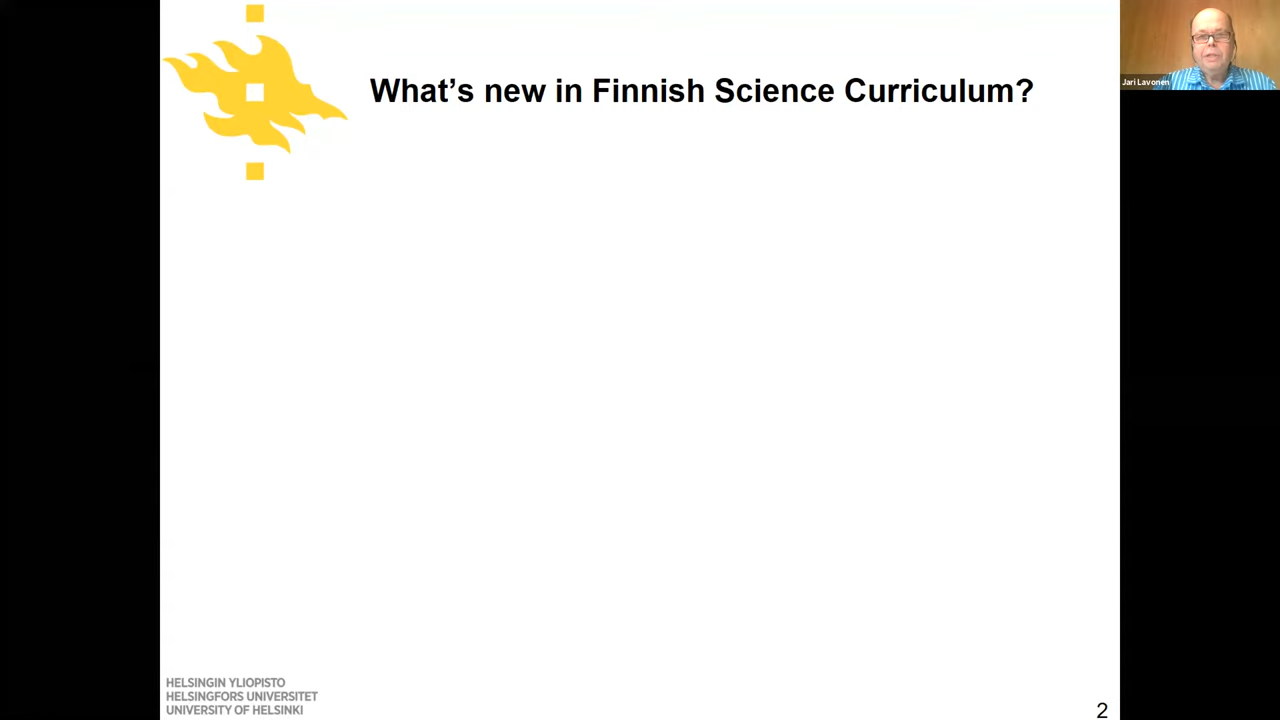 What's new in Finnish Science Curriculum?
Jari Lavonen
HELSINGIN YLIOPISTO
HELSINGFORS UNIVERSITET
UNIVERSITY OF HELSINKI
2